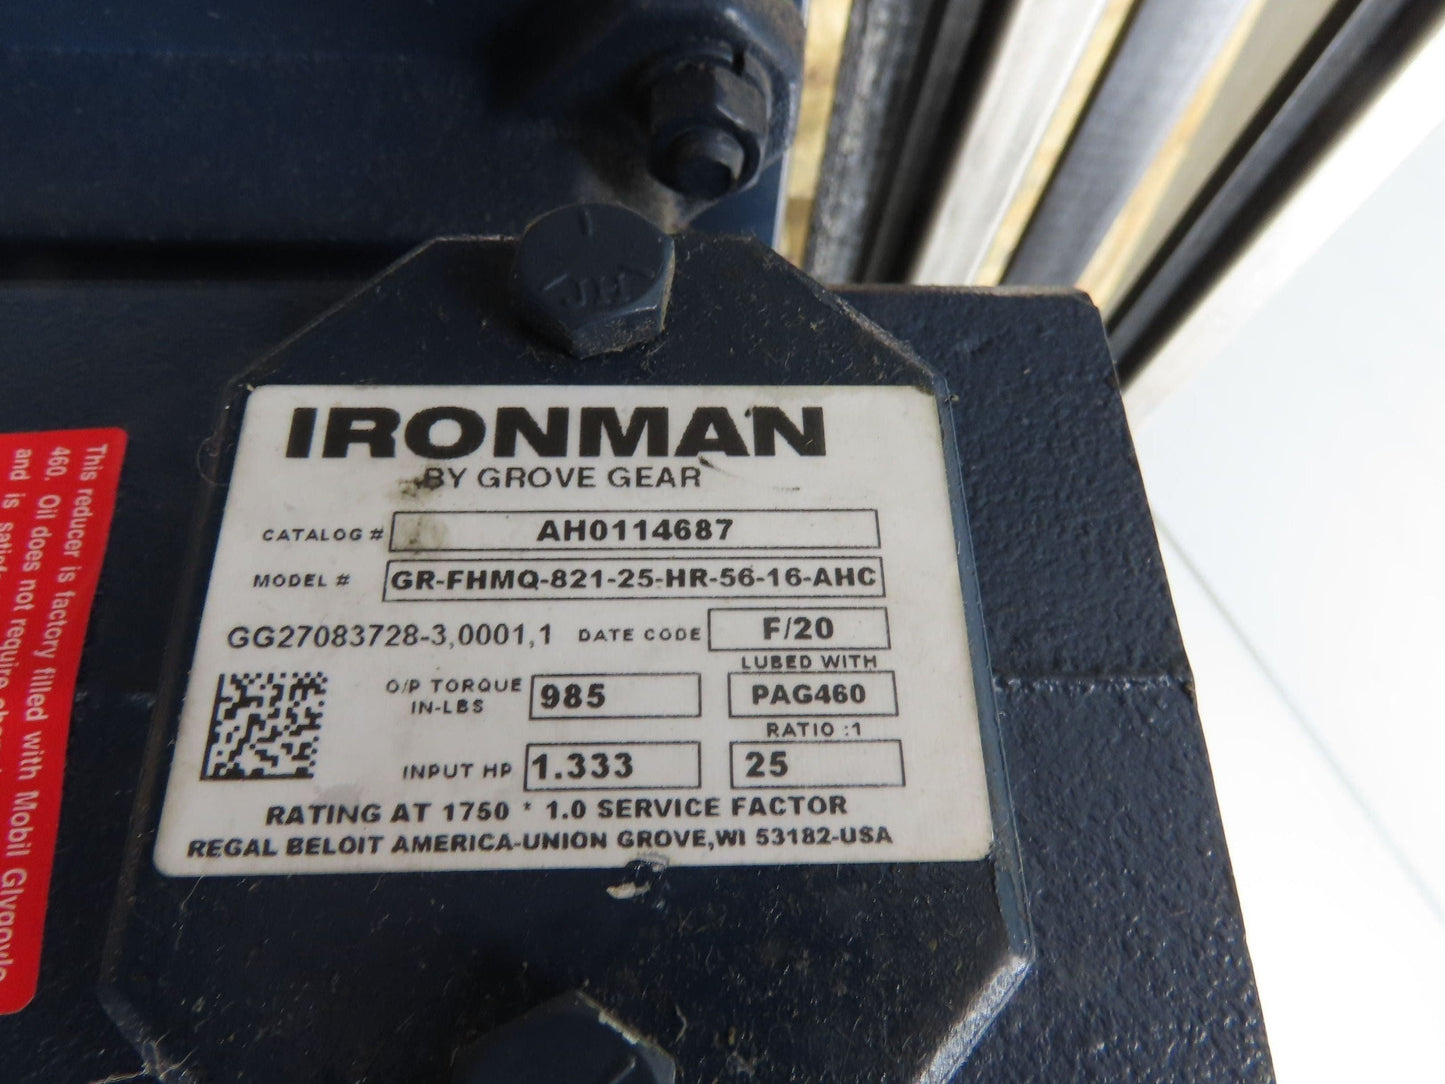 IRONMAN
BY GROVE GEAR
CATALOG # AH0114687
MODEL # GR-FHMQ-821-25-HR-56-16-AHC
GG27083728-3,0001,1 DATE CODE F/20
LUBED WITH
O/P TORQUE
IN-LBS 985 PAG460
RATIO :1
INPUT HP 1.333 25
RATING AT 1750 * 1.0 SERVICE FACTOR
REGAL BELOIT AMERICA-UNION GROVE,WI 53182-USA
This reducer is factory filled with Mobil Glygoyle
460. Oil does not require
and is